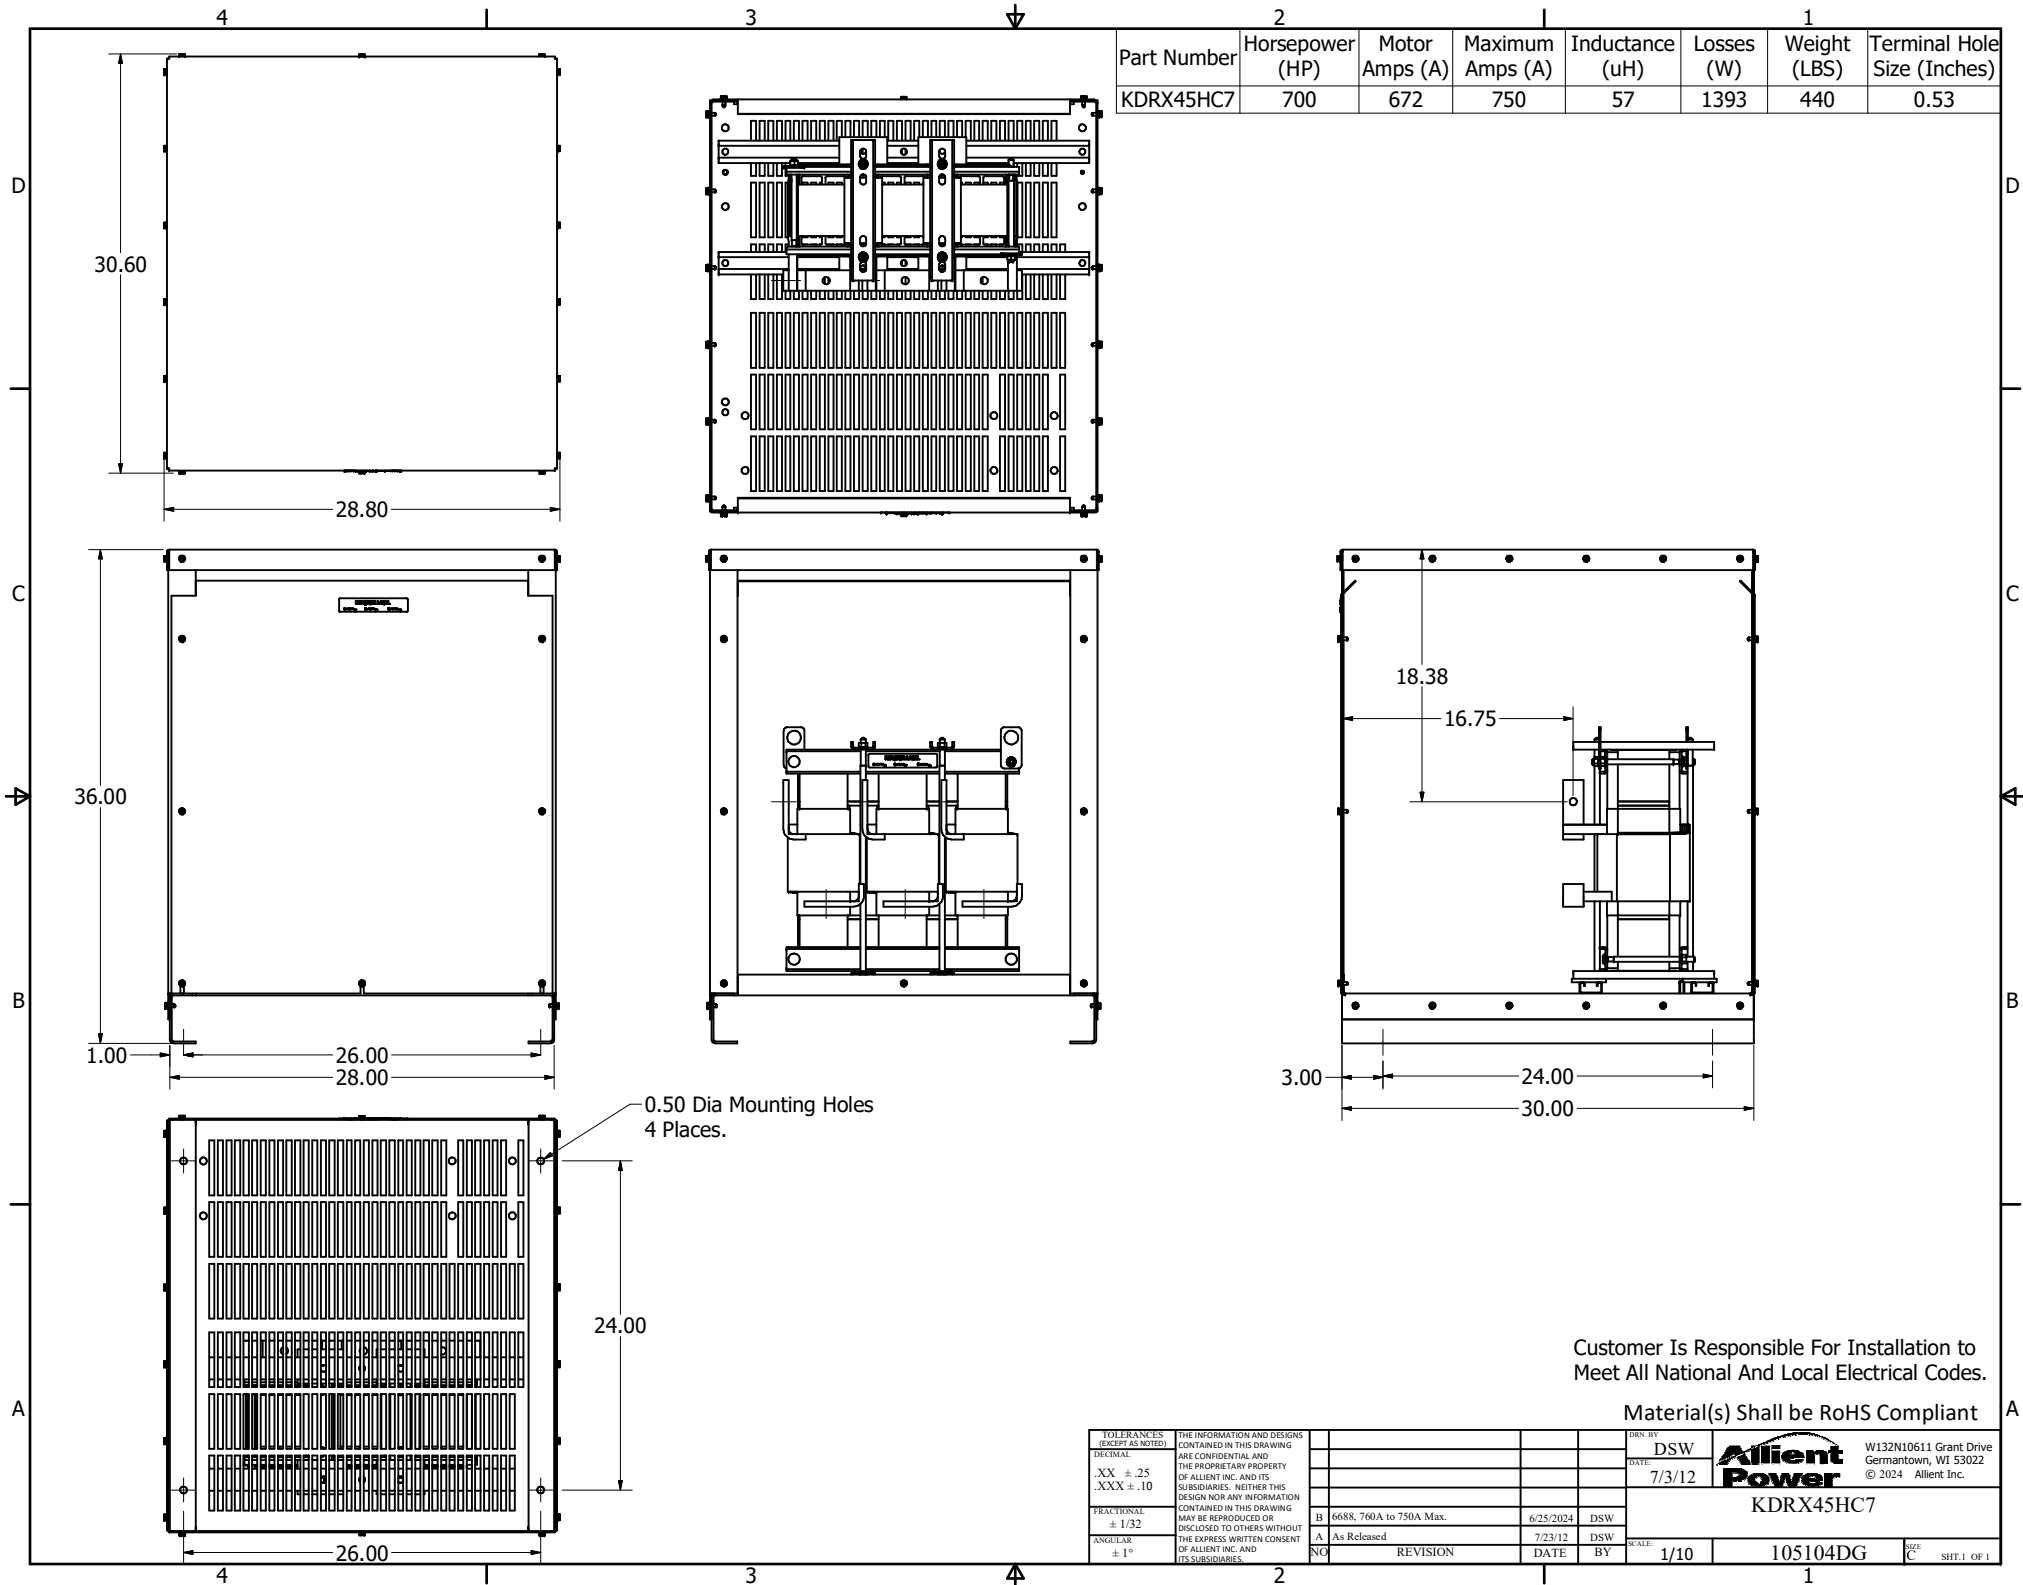 4 3 2 1
Part Number Horsepower (HP) Motor Amps (A) Maximum Amps (A) Inductance (uH) Losses (W) Weight (LBS) Terminal Hole Size (Inches)
KDRX45HC7 700 672 750 57 1393 440 0.53
D D
30.60
28.80
C C
18.38
16.75
36.00
B B
1.00
26.00
28.00
3.00
24.00
30.00
0.50 Dia Mounting Holes
4 Places.
24.00
26.00
Customer Is Responsible For Installation to
Meet All National And Local Electrical Codes.
A A
Material(s) Shall be RoHS Compliant
TOLERANCES
(EXCEPT AS NOTED)
DECIMAL
.XX ± .25
.XXX ± .10
FRACTIONAL
± 1/32
ANGULAR
± 1°
THE INFORMATION AND DESIGNS
CONTAINED IN THIS DRAWING
ARE CONFIDENTIAL AND
THE PROPRIETARY PROPERTY
OF ALLIENT INC. AND ITS
SUBSIDIARIES. NEITHER THIS
DESIGN NOR ANY INFORMATION
CONTAINED IN THIS DRAWING
MAY BE REPRODUCED OR
DISCLOSED TO OTHERS WITHOUT
THE EXPRESS WRITTEN CONSENT
OF ALLIENT INC. AND
ITS SUBSIDIARIES.
B 6688, 760A to 750A Max. 6/25/2024 DSW
A As Released 7/23/12 DSW
NO REVISION DATE BY
DRN. BY
DSW
DATE:
7/3/12
Allient
Power
W132N10611 Grant Drive
Germantown, WI 53022
© 2024 Allient Inc.
KDRX45HC7
SCALE:
1/10
105104DG
SIZE
C
SHT.1 OF 1
4 3 2 1